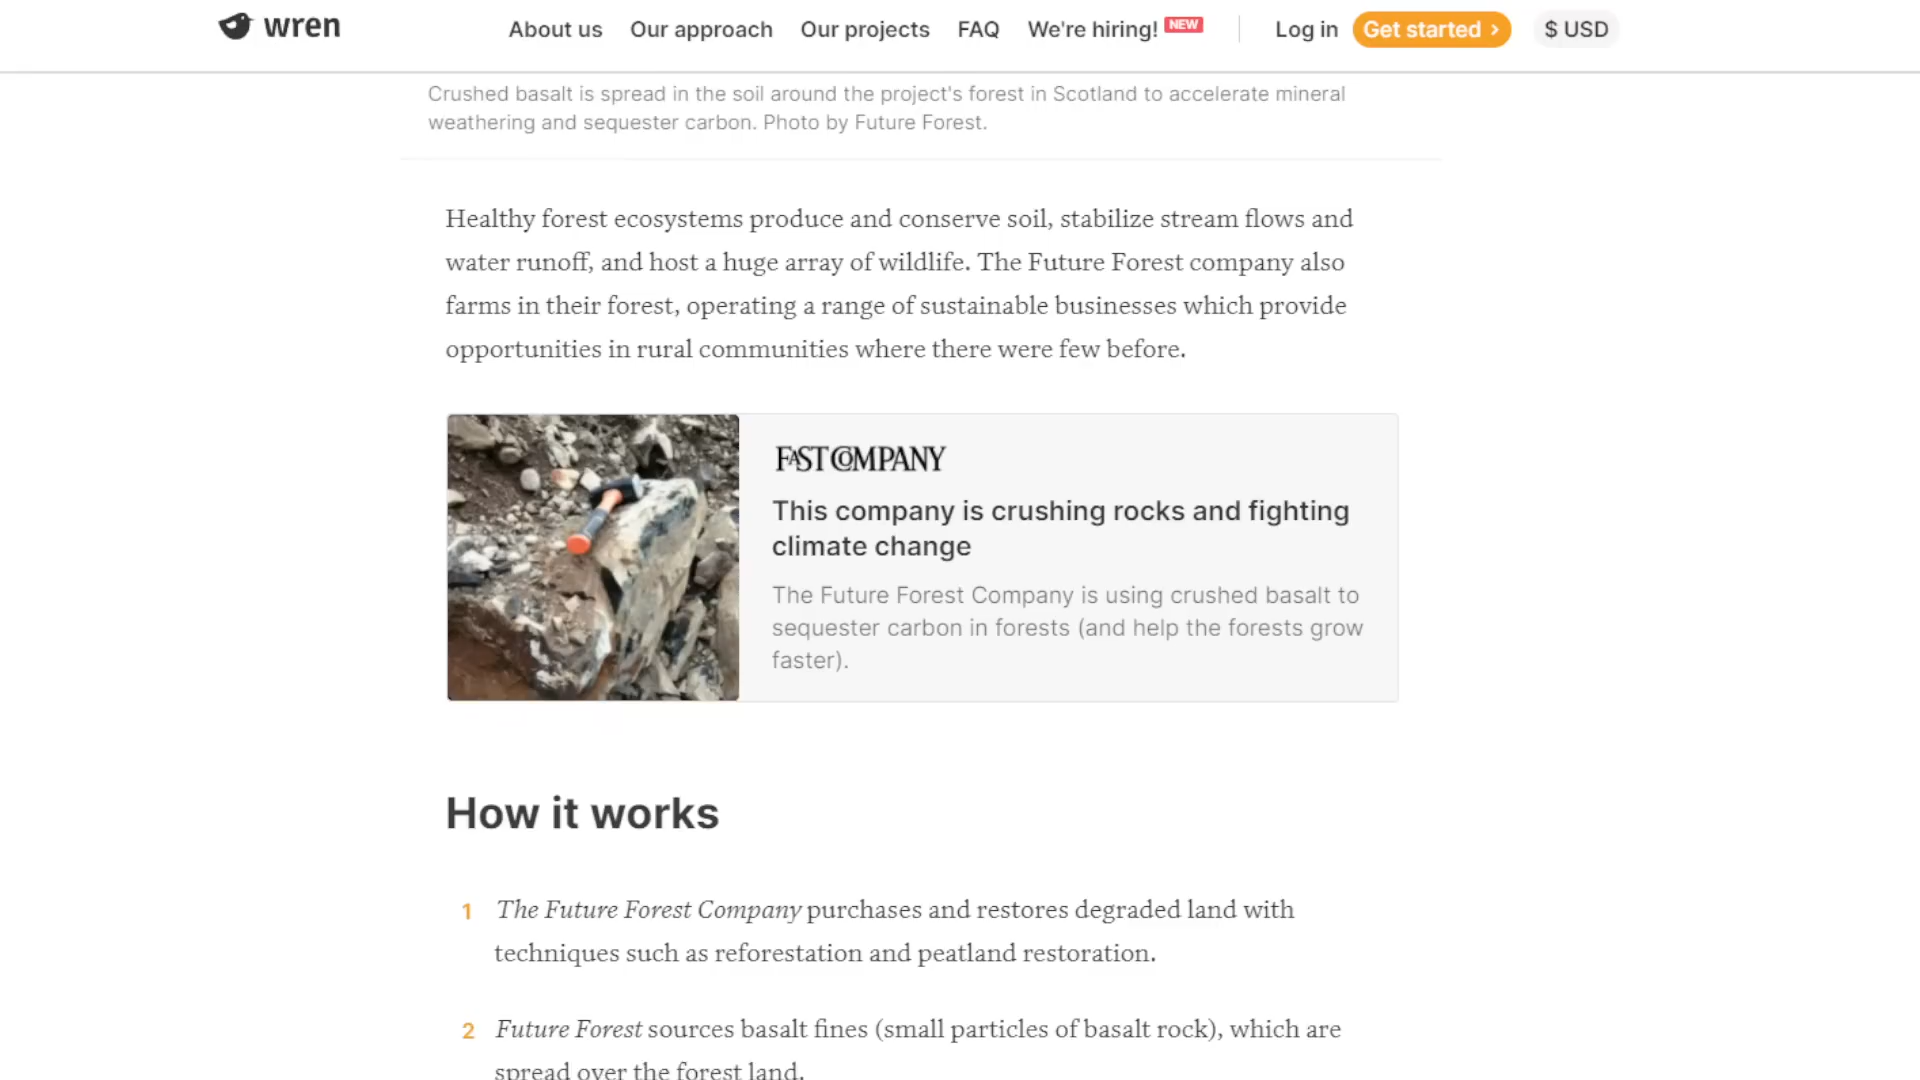 wren
About us Our approach Our projects FAQ We're hiring! NEW Log in Get started $ USD
Crushed basalt is spread in the soil around the project's forest in Scotland to accelerate mineral
weathering and sequester carbon. Photo by Future Forest.
Healthy forest ecosystems produce and conserve soil, stabilize stream flows and
water runoff, and host a huge array of wildlife. The Future Forest company also
farms in their forest, operating a range of sustainable businesses which provide
opportunities in rural communities where there were few before.
FAST COMPANY
This company is crushing rocks and fighting
climate change
The Future Forest Company is using crushed basalt to
sequester carbon in forests (and help the forests grow
faster).
How it works
1 The Future Forest Company purchases and restores degraded land with
techniques such as reforestation and peatland restoration.
2 Future Forest sources basalt fines (small particles of basalt rock), which are
spread over the forest land.